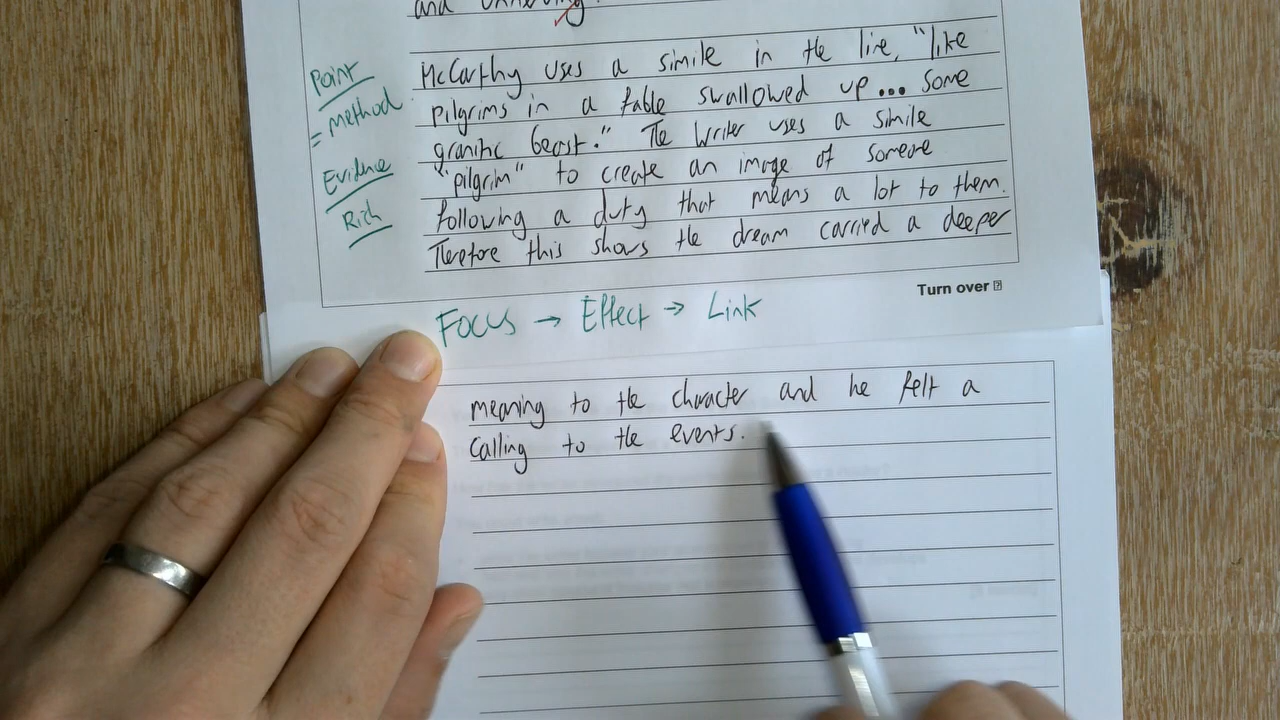 and
McCarthy uses a simile in the line, "like
pilgrims in a fable swallowed up... some
granitic beast." The writer uses a simile
"pilgrim" to create an image of someone
following a duty that means a lot to them.
Therefore this shows the dream carried a deeper
Point
= method
Evidence
Rich
Turn over
Focus → Effect → Link
meaning to the character and he felt a
calling to the events.